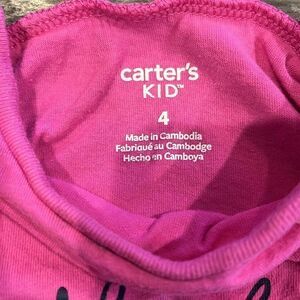 carter's
KID™
4
Made in Cambodia
Fabriqué au Cambodge
Hecho en Camboya